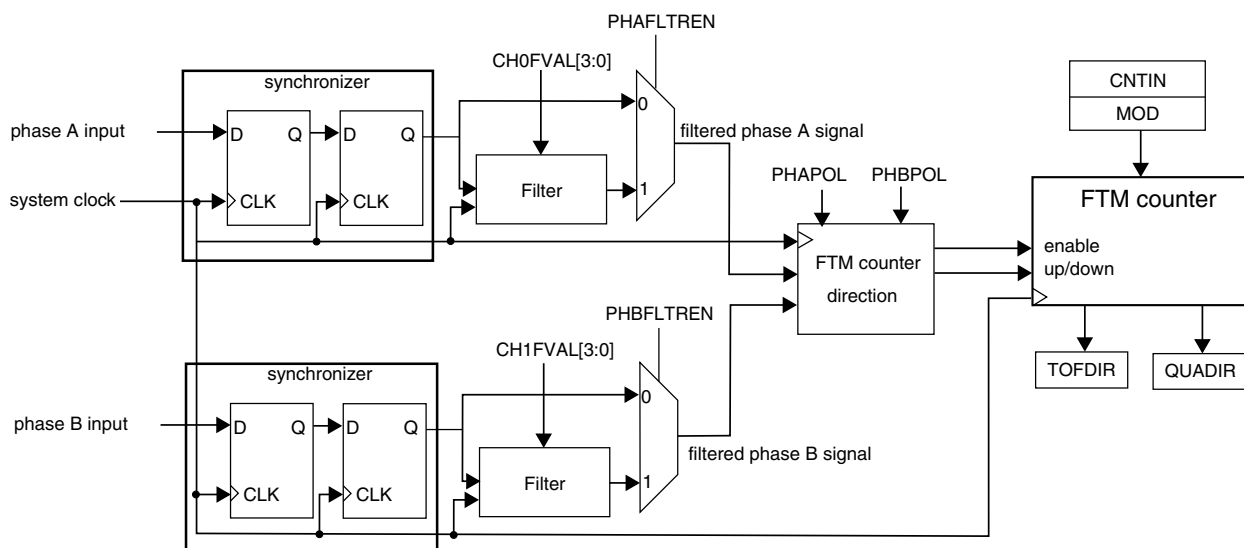 PHAFLTREN
CH0FVAL[3:0]
synchronizer
CNTIN
MOD
phase A input
D Q D Q
0
filtered phase A signal
system clock
CLK CLK
Filter
1
PHAPOL PHBPOL
FTM counter
enable
up/down
FTM counter
direction
PHBFLTREN
CH1FVAL[3:0]
synchronizer
TOFDIR QUADIR
phase B input
D Q D Q
0
filtered phase B signal
CLK CLK
Filter
1